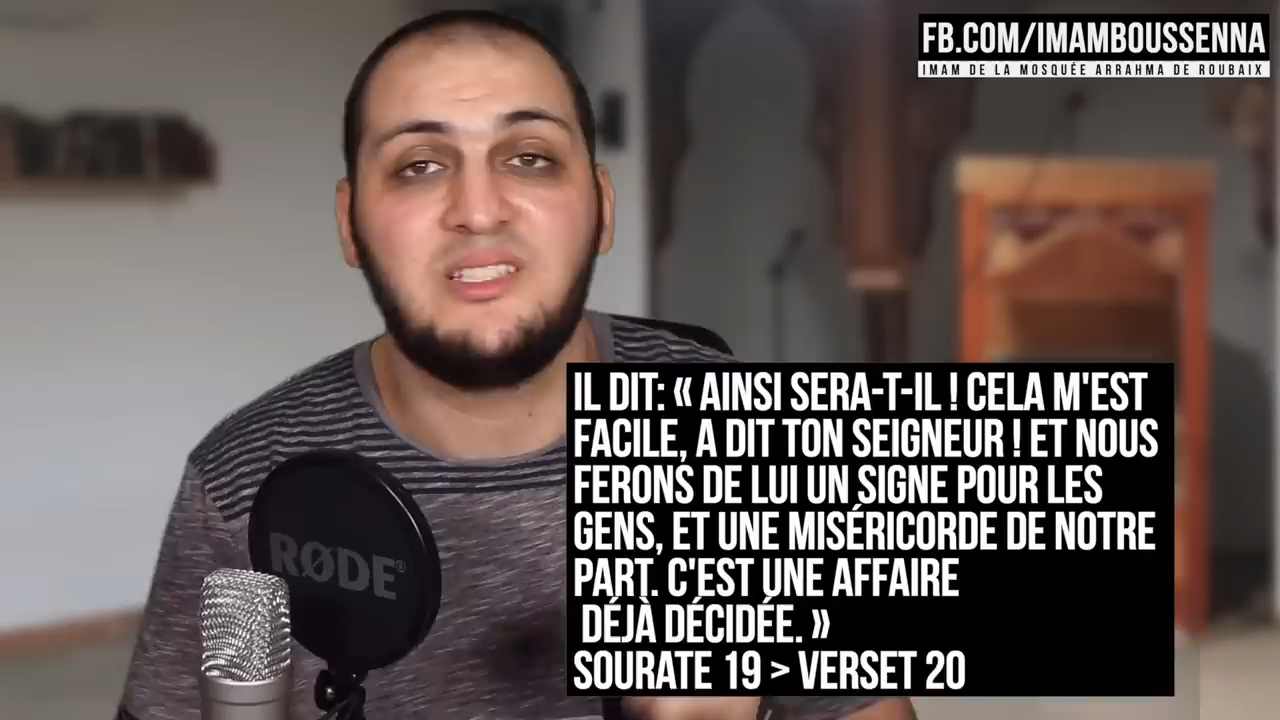 FB.COM/IMAMBOUSSENNA
IMAM DE LA MOSQUÉE ARRAHMA DE ROUBAIX
IL DIT: « AINSI SERA-T-IL ! CELA M'EST
FACILE, A DIT TON SEIGNEUR ! ET NOUS
FERONS DE LUI UN SIGNE POUR LES
GENS, ET UNE MISÉRICORDE DE NOTRE
PART. C'EST UNE AFFAIRE
DÉJÀ DÉCIDÉE. »
SOURATE 19 > VERSET 20
RØDE®